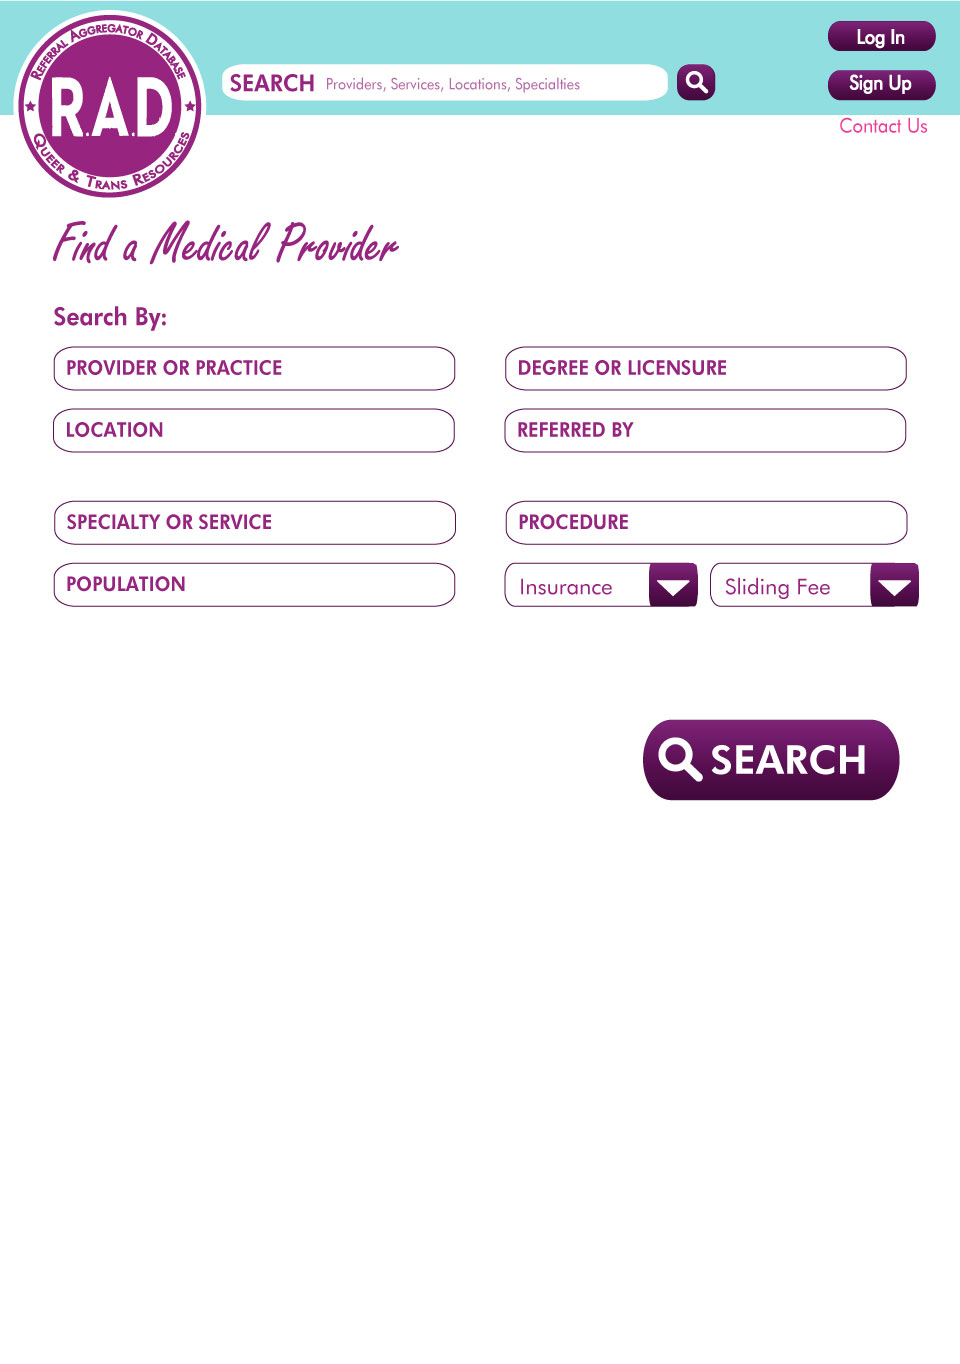 Log In
REFERRAL AGGREGATOR DATABASE
SEARCH Providers, Services, Locations, Specialties
Sign Up
R.A.D
QUEER & TRANS RESOURCES
Contact Us
Find a Medical Provider
Search By:
PROVIDER OR PRACTICE
DEGREE OR LICENSURE
LOCATION
REFERRED BY
SPECIALTY OR SERVICE
PROCEDURE
POPULATION
Insurance
Sliding Fee
SEARCH